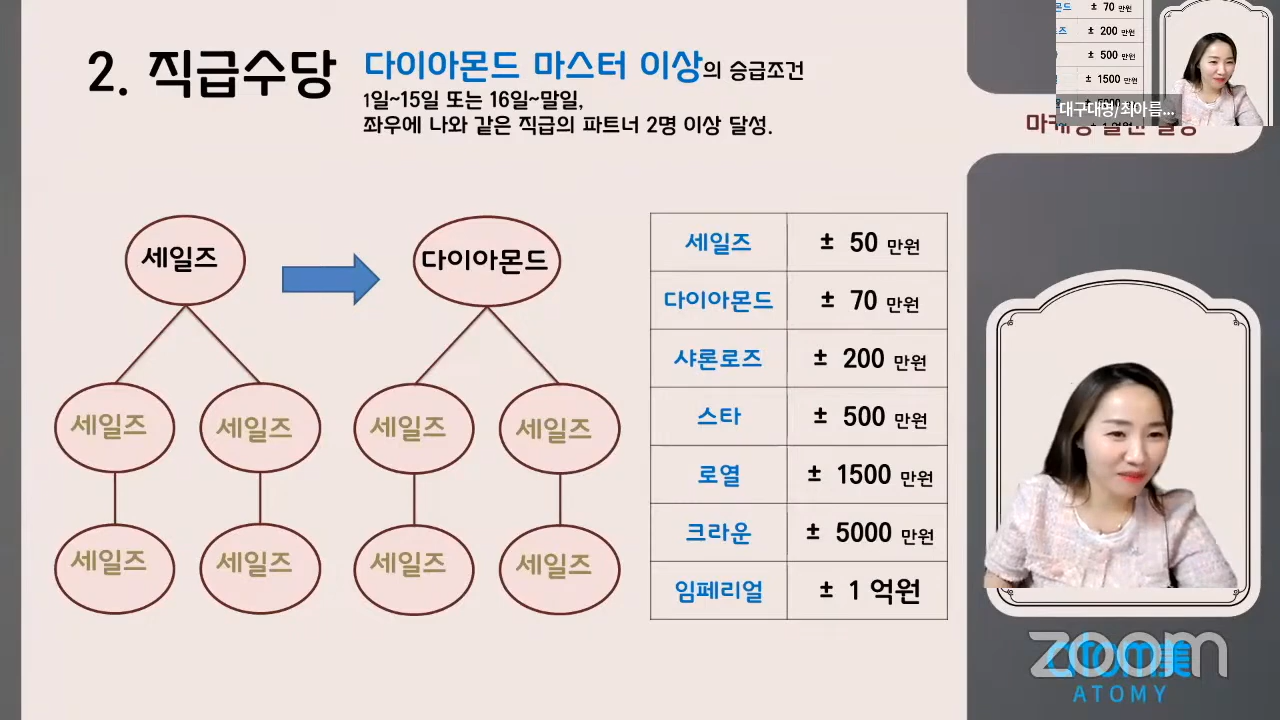 2. 직급수당
다이아몬드 마스터 이상의 승급조건
1일~15일 또는 16일~말일,
좌우에 나와 같은 직급의 파트너 2명 이상 달성.
세일즈
다이아몬드
세일즈 세일즈 세일즈 세일즈
세일즈 세일즈 세일즈 세일즈
세일즈 ± 50 만원
다이아몬드 ± 70 만원
샤론로즈 ± 200 만원
스타 ± 500 만원
로열 ± 1500 만원
크라운 ± 5000 만원
임페리얼 ± 1 억원
± 70 만원
± 200 만원
± 500 만원
± 1500 만원
대구대명/최아름...
zoom
atom美
ATOMY